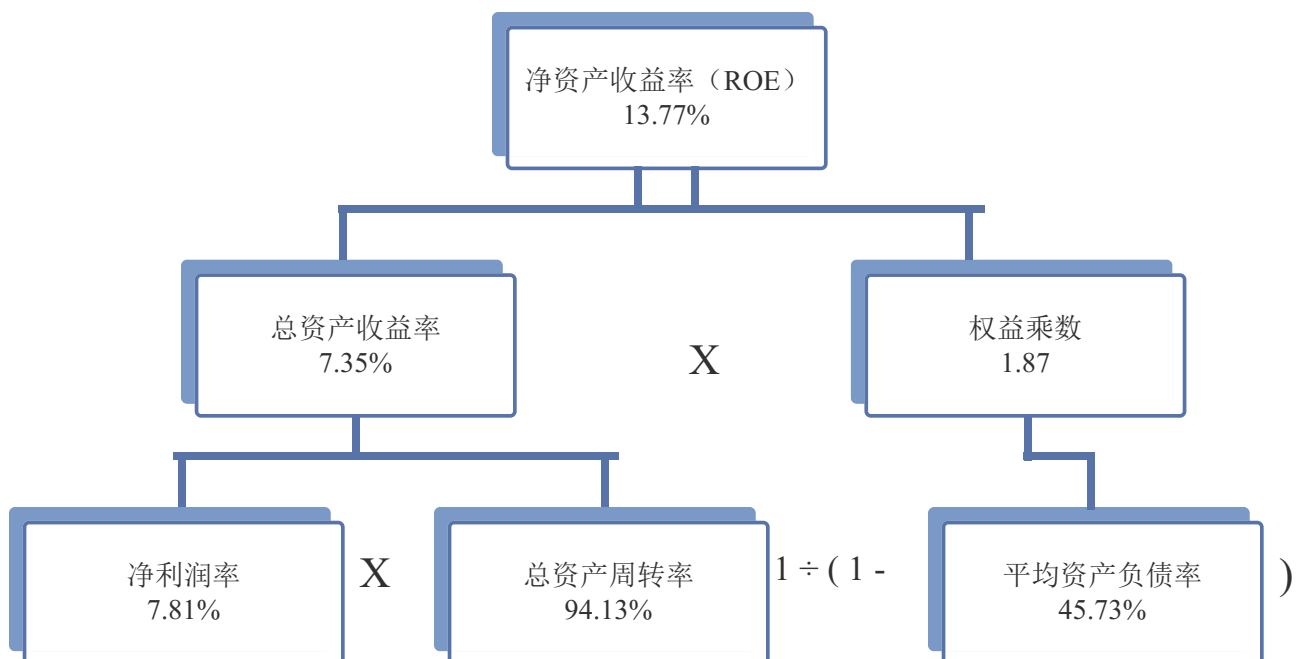 净资产收益率（ROE）
13.77%
总资产收益率
7.35%
X
权益乘数
1.87
净利润率
7.81%
X
总资产周转率
94.13%
1 ÷ ( 1 -
平均资产负债率
45.73%
)